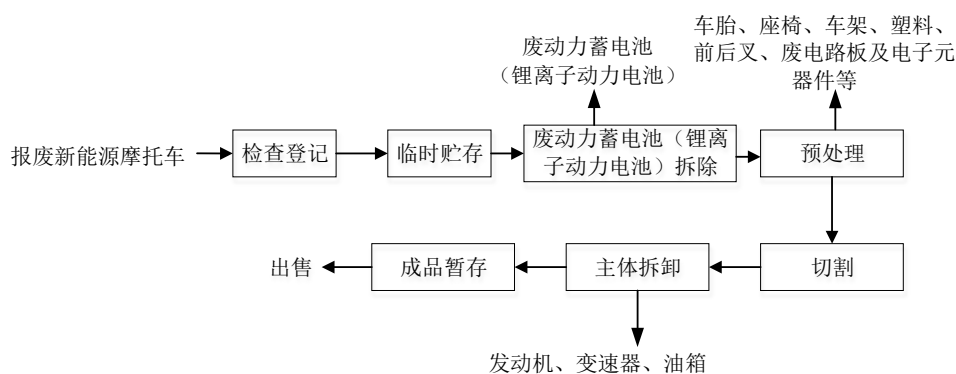 车胎、座椅、车架、塑料、
前后叉、废电路板及电子元
器件等
废动力蓄电池
（锂离子动力电池）
报废新能源摩托车
检查登记
临时贮存
废动力蓄电池（锂离
子动力电池）拆除
预处理
出售
成品暂存
主体拆卸
切割
发动机、变速器、油箱